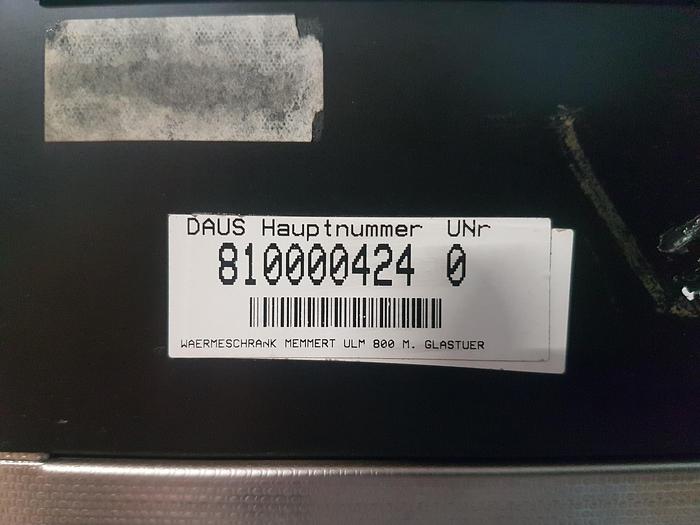 DAUS Hauptnummer UNr
810000424 0
WAERMESCHRANK MEMMERT ULM 800 M. GLASTUER